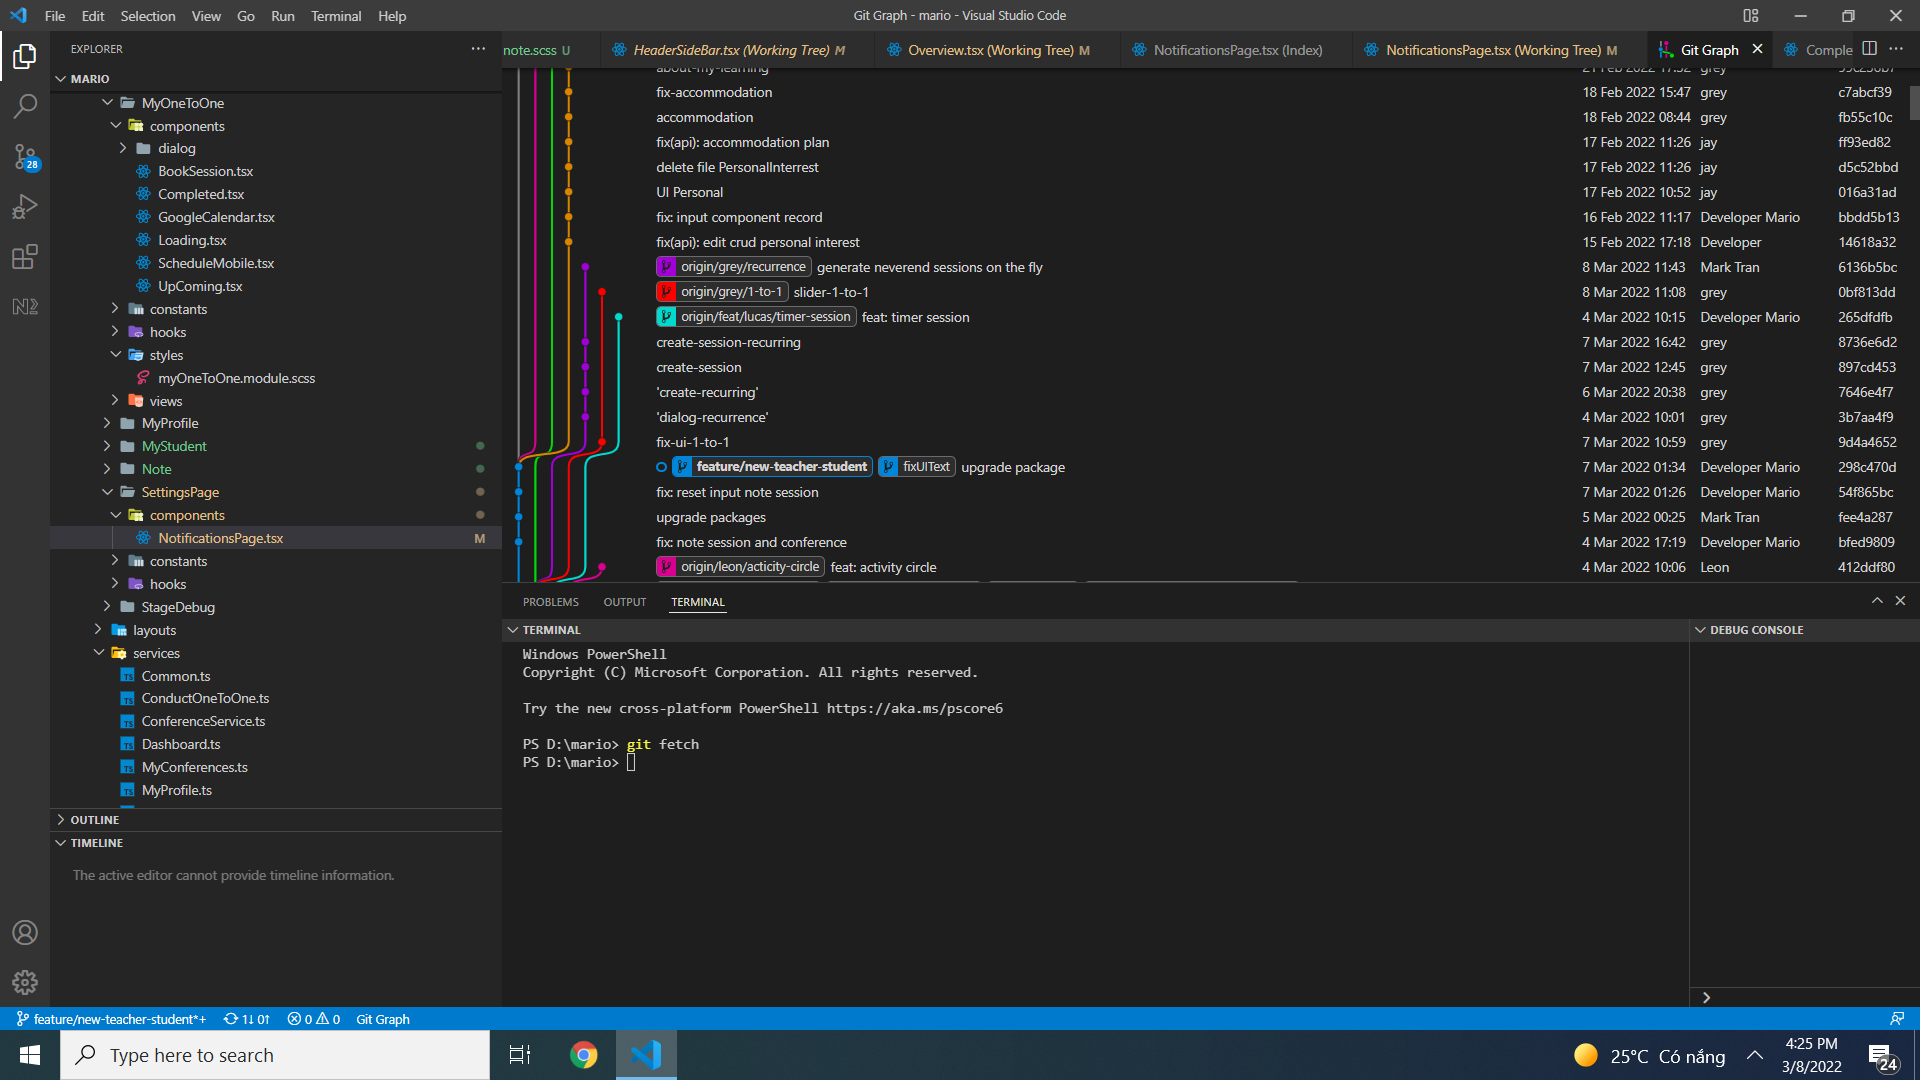 File Edit Selection View Go Run Terminal Help
Git Graph - mario - Visual Studio Code
EXPLORER
note.scss U
HeaderSideBar.tsx (Working Tree) M
Overview.tsx (Working Tree) M
NotificationsPage.tsx (Index)
NotificationsPage.tsx (Working Tree) M
Git Graph
Comple
MARIO
MyOneToOne
components
dialog
BookSession.tsx
Completed.tsx
GoogleCalendar.tsx
Loading.tsx
ScheduleMobile.tsx
UpComing.tsx
constants
hooks
styles
myOneToOne.module.scss
views
MyProfile
MyStudent
Note
SettingsPage
components
NotificationsPage.tsx M
constants
hooks
StageDebug
layouts
services
Common.ts
ConductOneToOne.ts
ConferenceService.ts
Dashboard.ts
MyConferences.ts
MyProfile.ts
OUTLINE
TIMELINE
The active editor cannot provide timeline information.
28
about-my-learning 21 Feb 2022 17:52 grey
fix-accommodation 18 Feb 2022 15:47 grey c7abcf39
accommodation 18 Feb 2022 08:44 grey fb55c10c
fix(api): accommodation plan 17 Feb 2022 11:26 jay ff93ed82
delete file PersonalInterrest 17 Feb 2022 11:26 jay d5c52bbd
UI Personal 17 Feb 2022 10:52 jay 016a31ad
fix: input component record 16 Feb 2022 11:17 Developer Mario bbdd5b13
fix(api): edit crud personal interest 15 Feb 2022 17:18 Developer 14618a32
origin/grey/recurrence generate neverend sessions on the fly 8 Mar 2022 11:43 Mark Tran 6136b5bc
origin/grey/1-to-1 slider-1-to-1 8 Mar 2022 11:08 grey 0bf813dd
origin/feat/lucas/timer-session feat: timer session 4 Mar 2022 10:15 Developer Mario 265dfdfb
create-session-recurring 7 Mar 2022 16:42 grey 8736e6d2
create-session 7 Mar 2022 12:45 grey 897cd453
'create-recurring' 6 Mar 2022 20:38 grey 7646e4f7
'dialog-recurrence' 4 Mar 2022 10:01 grey 3b7aa4f9
fix-ui-1-to-1 7 Mar 2022 10:59 grey 9d4a4652
feature/new-teacher-student fixUIText upgrade package 7 Mar 2022 01:34 Developer Mario 298c470d
fix: reset input note session 7 Mar 2022 01:26 Developer Mario 54f865bc
upgrade packages 5 Mar 2022 00:25 Mark Tran fee4a287
fix: note session and conference 4 Mar 2022 17:19 Developer Mario bfed9809
origin/leon/acticity-circle feat: activity circle 4 Mar 2022 10:06 Leon 412ddf80
PROBLEMS OUTPUT TERMINAL
TERMINAL
DEBUG CONSOLE
Windows PowerShell
Copyright (C) Microsoft Corporation. All rights reserved.
Try the new cross-platform PowerShell https://aka.ms/pscore6
PS D:\mario> git fetch
PS D:\mario>
feature/new-teacher-student*+ 1↓ 0↑ 0 0 Git Graph
Type here to search
25°C Có nắng
4:25 PM
3/8/2022
24